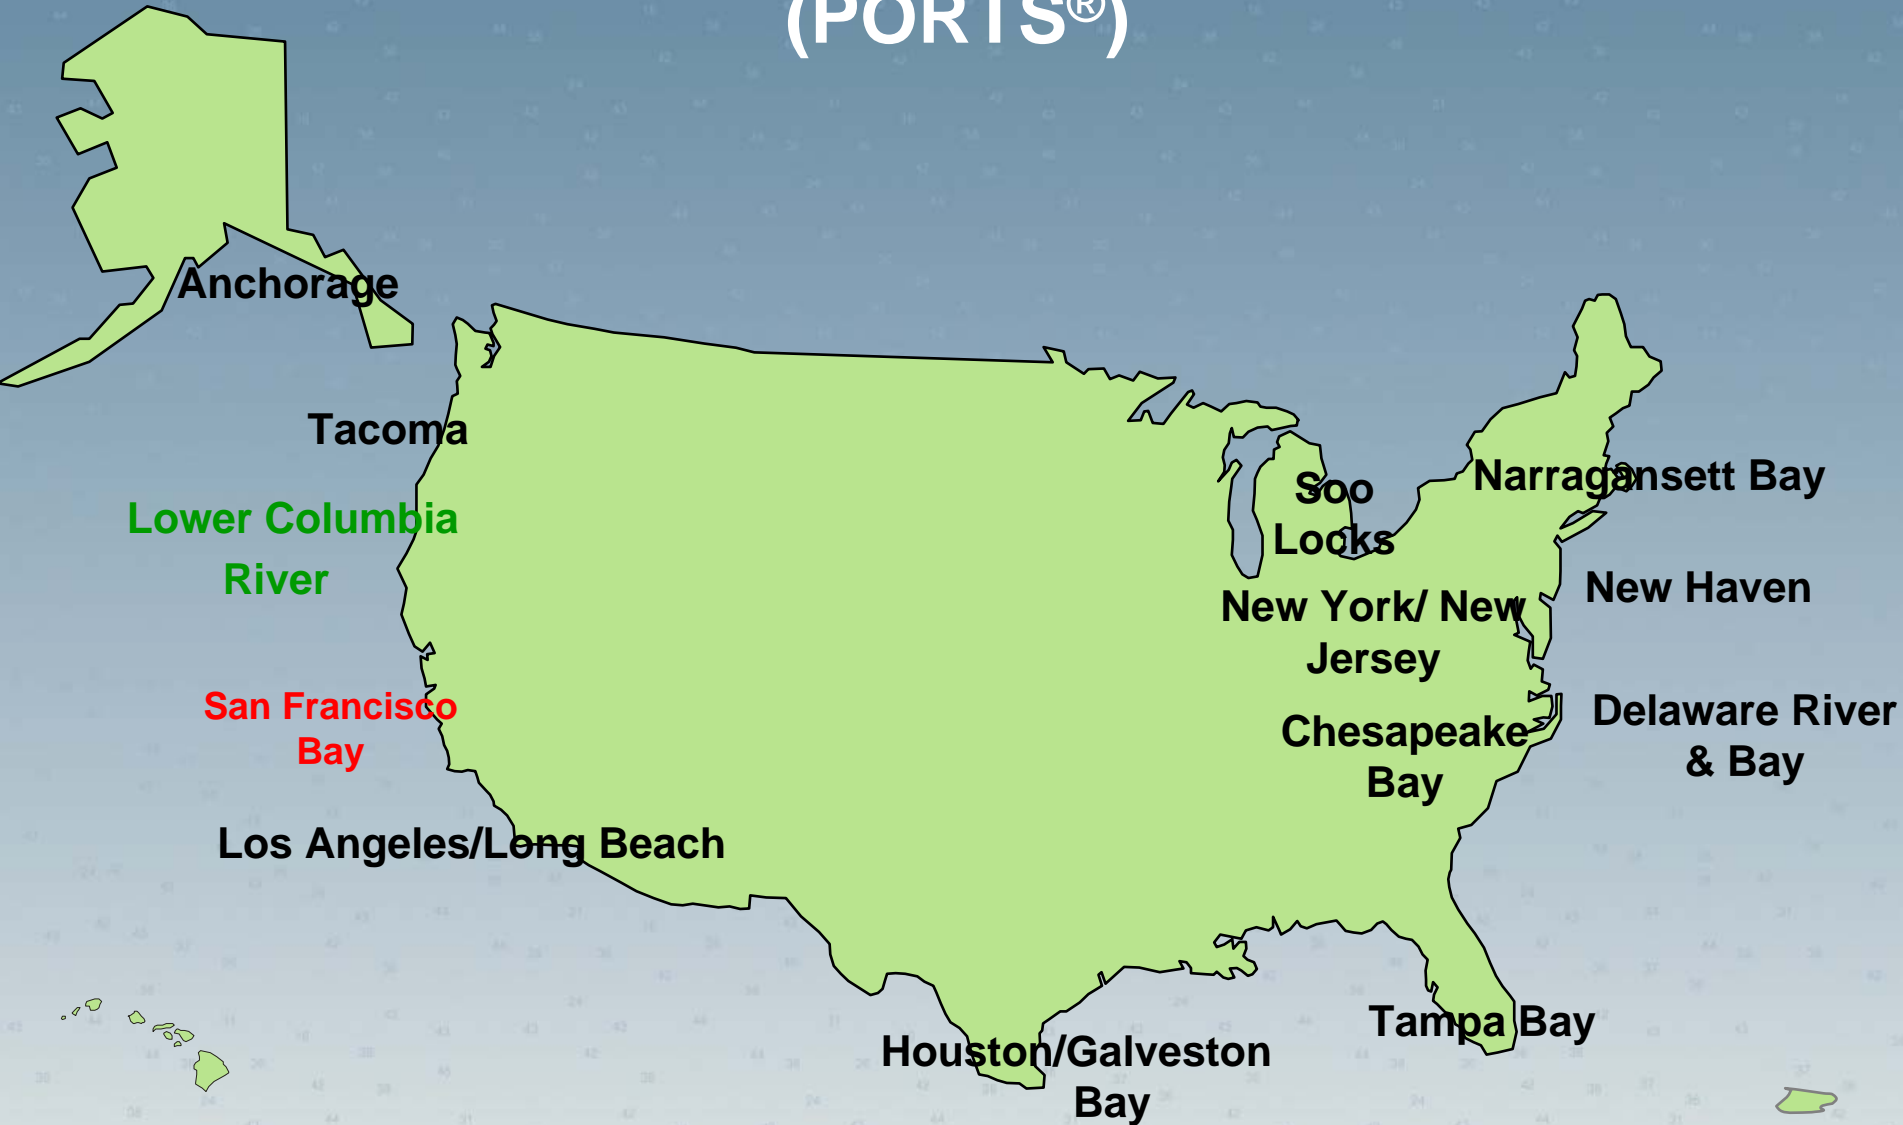 (PORTS®)
Anchorage
Tacoma
Lower Columbia
River
San Francisco
Bay
Los Angeles/Long Beach
Soo
Locks
Narragansett Bay
New Haven
New York/ New
Jersey
Chesapeake
Bay
Delaware River
& Bay
Tampa Bay
Houston/Galveston
Bay